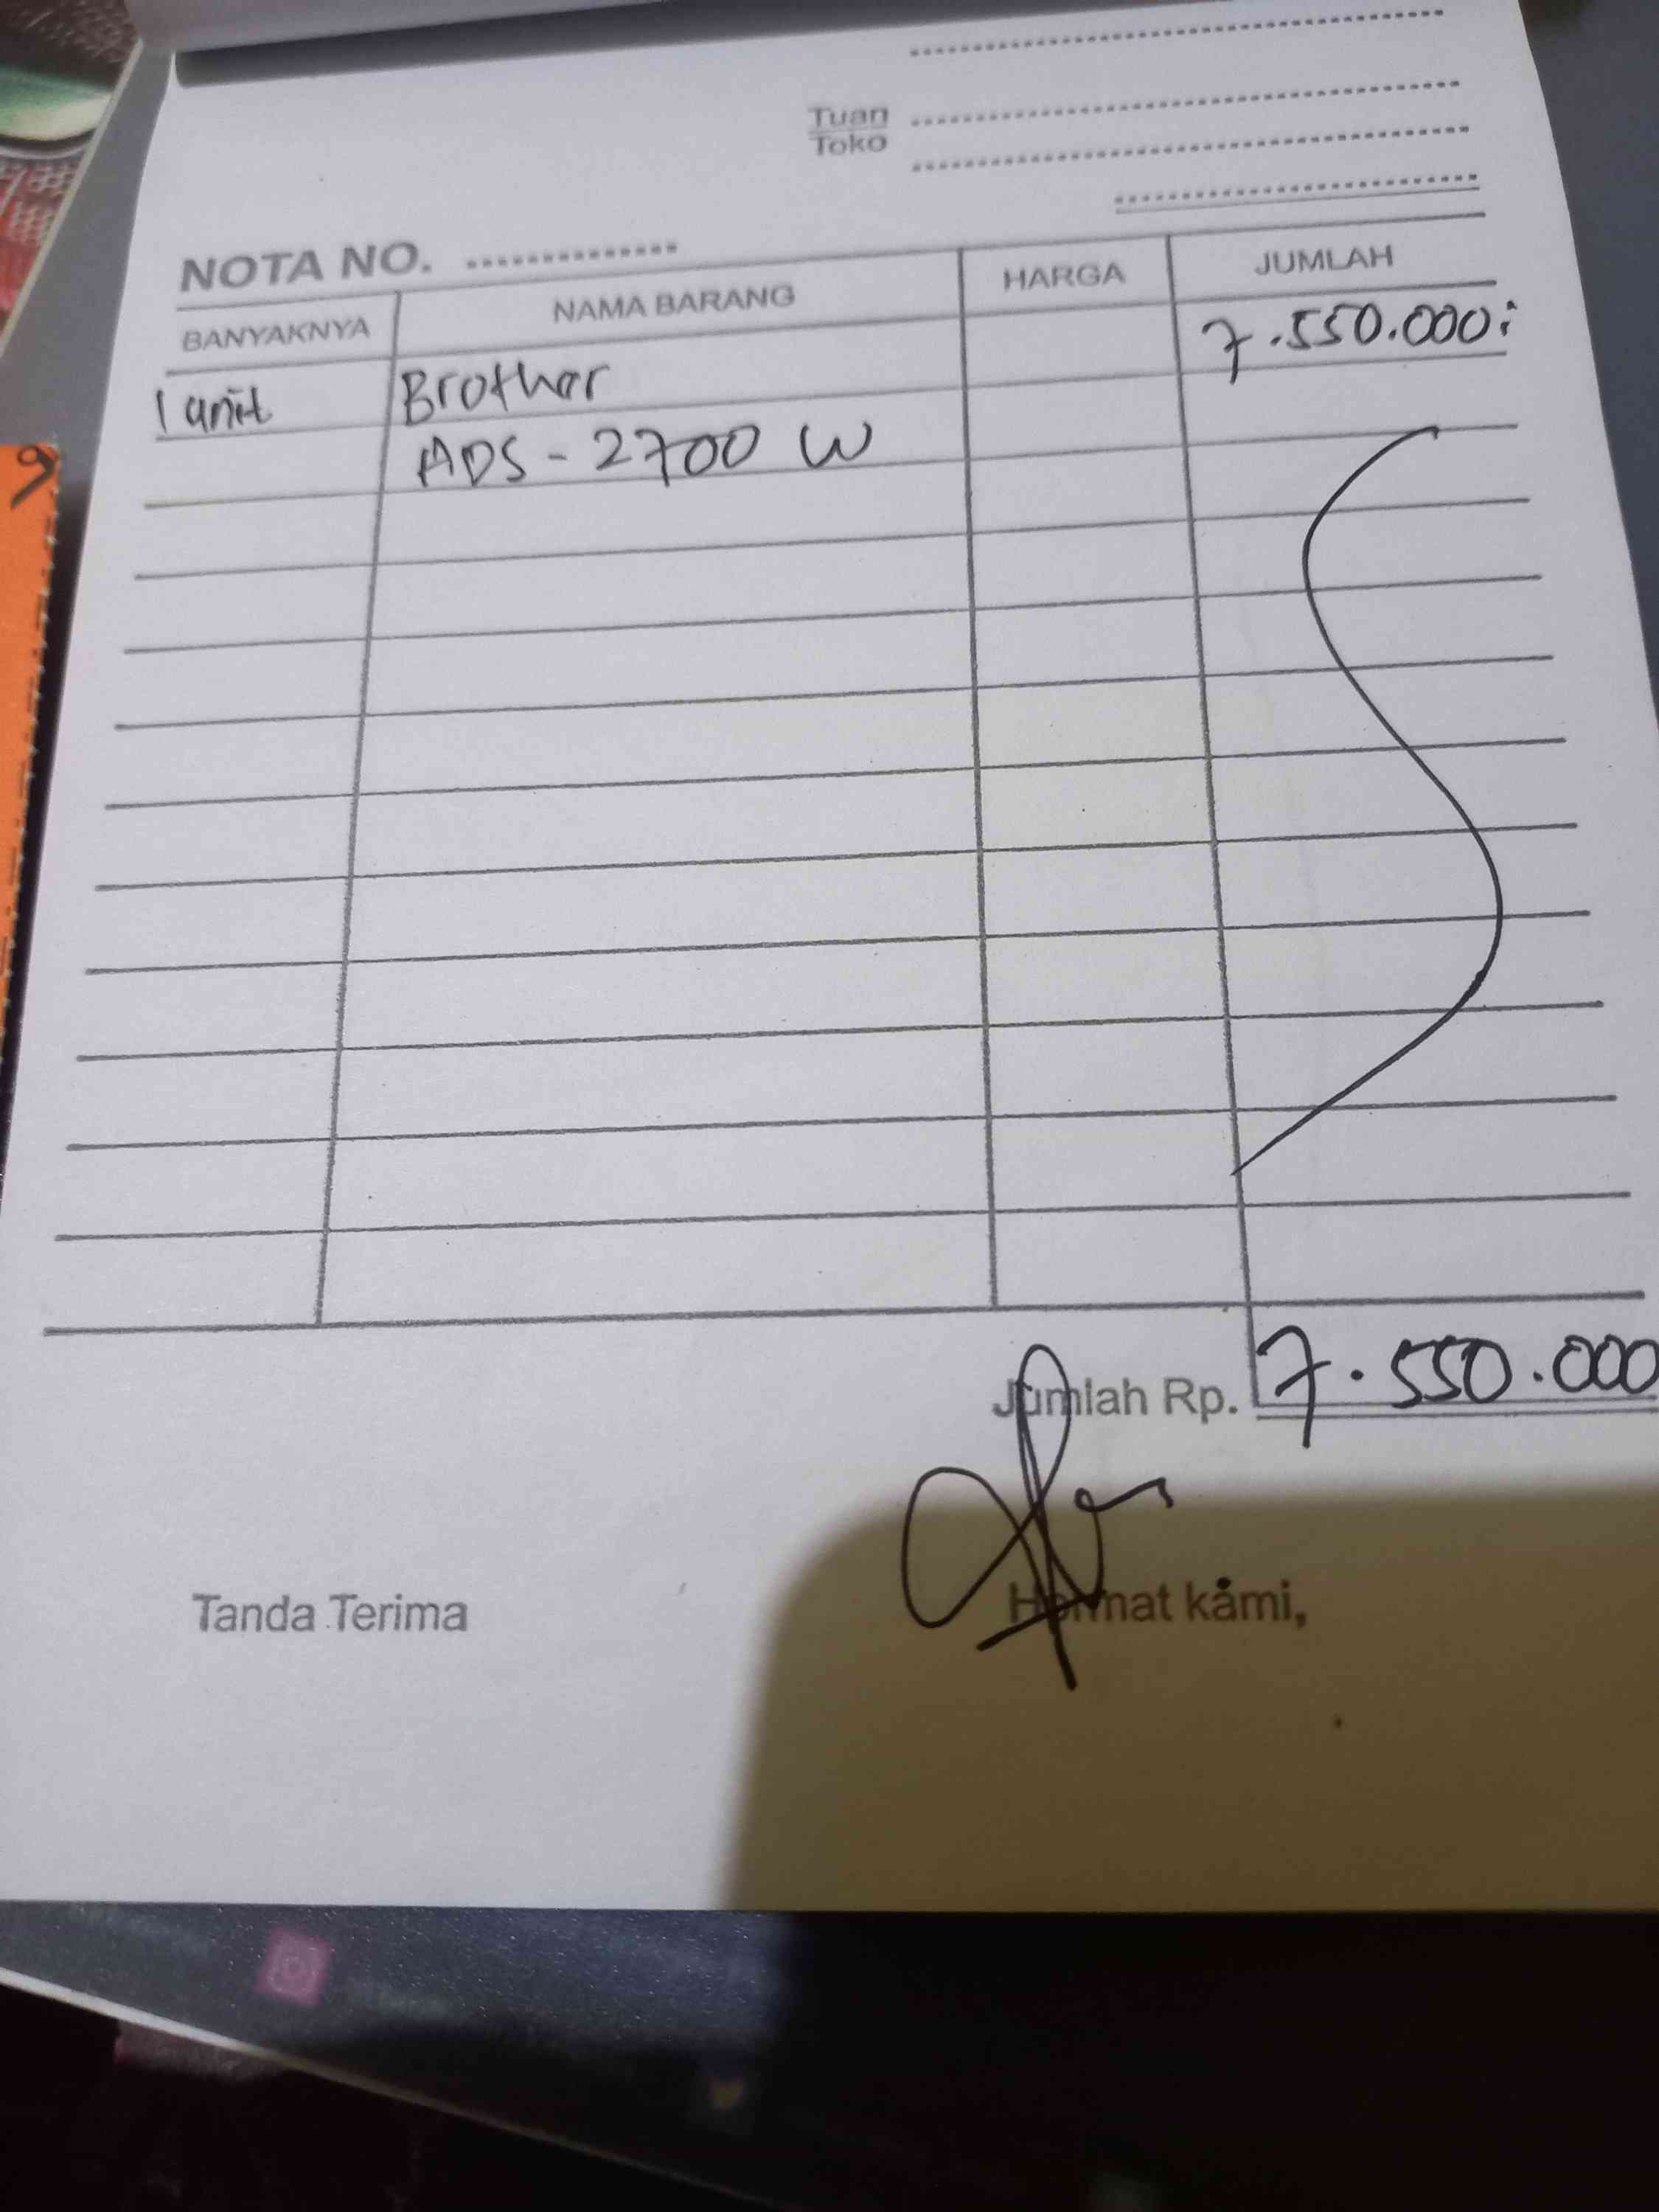 Tuan
Toko
NOTA NO.
BANYAKNYA NAMA BARANG HARGA JUMLAH
1 unit Brother 7.550.000
ADS - 2700 W
Jumlah Rp. 7.550.000
Tanda Terima Hormat kami,